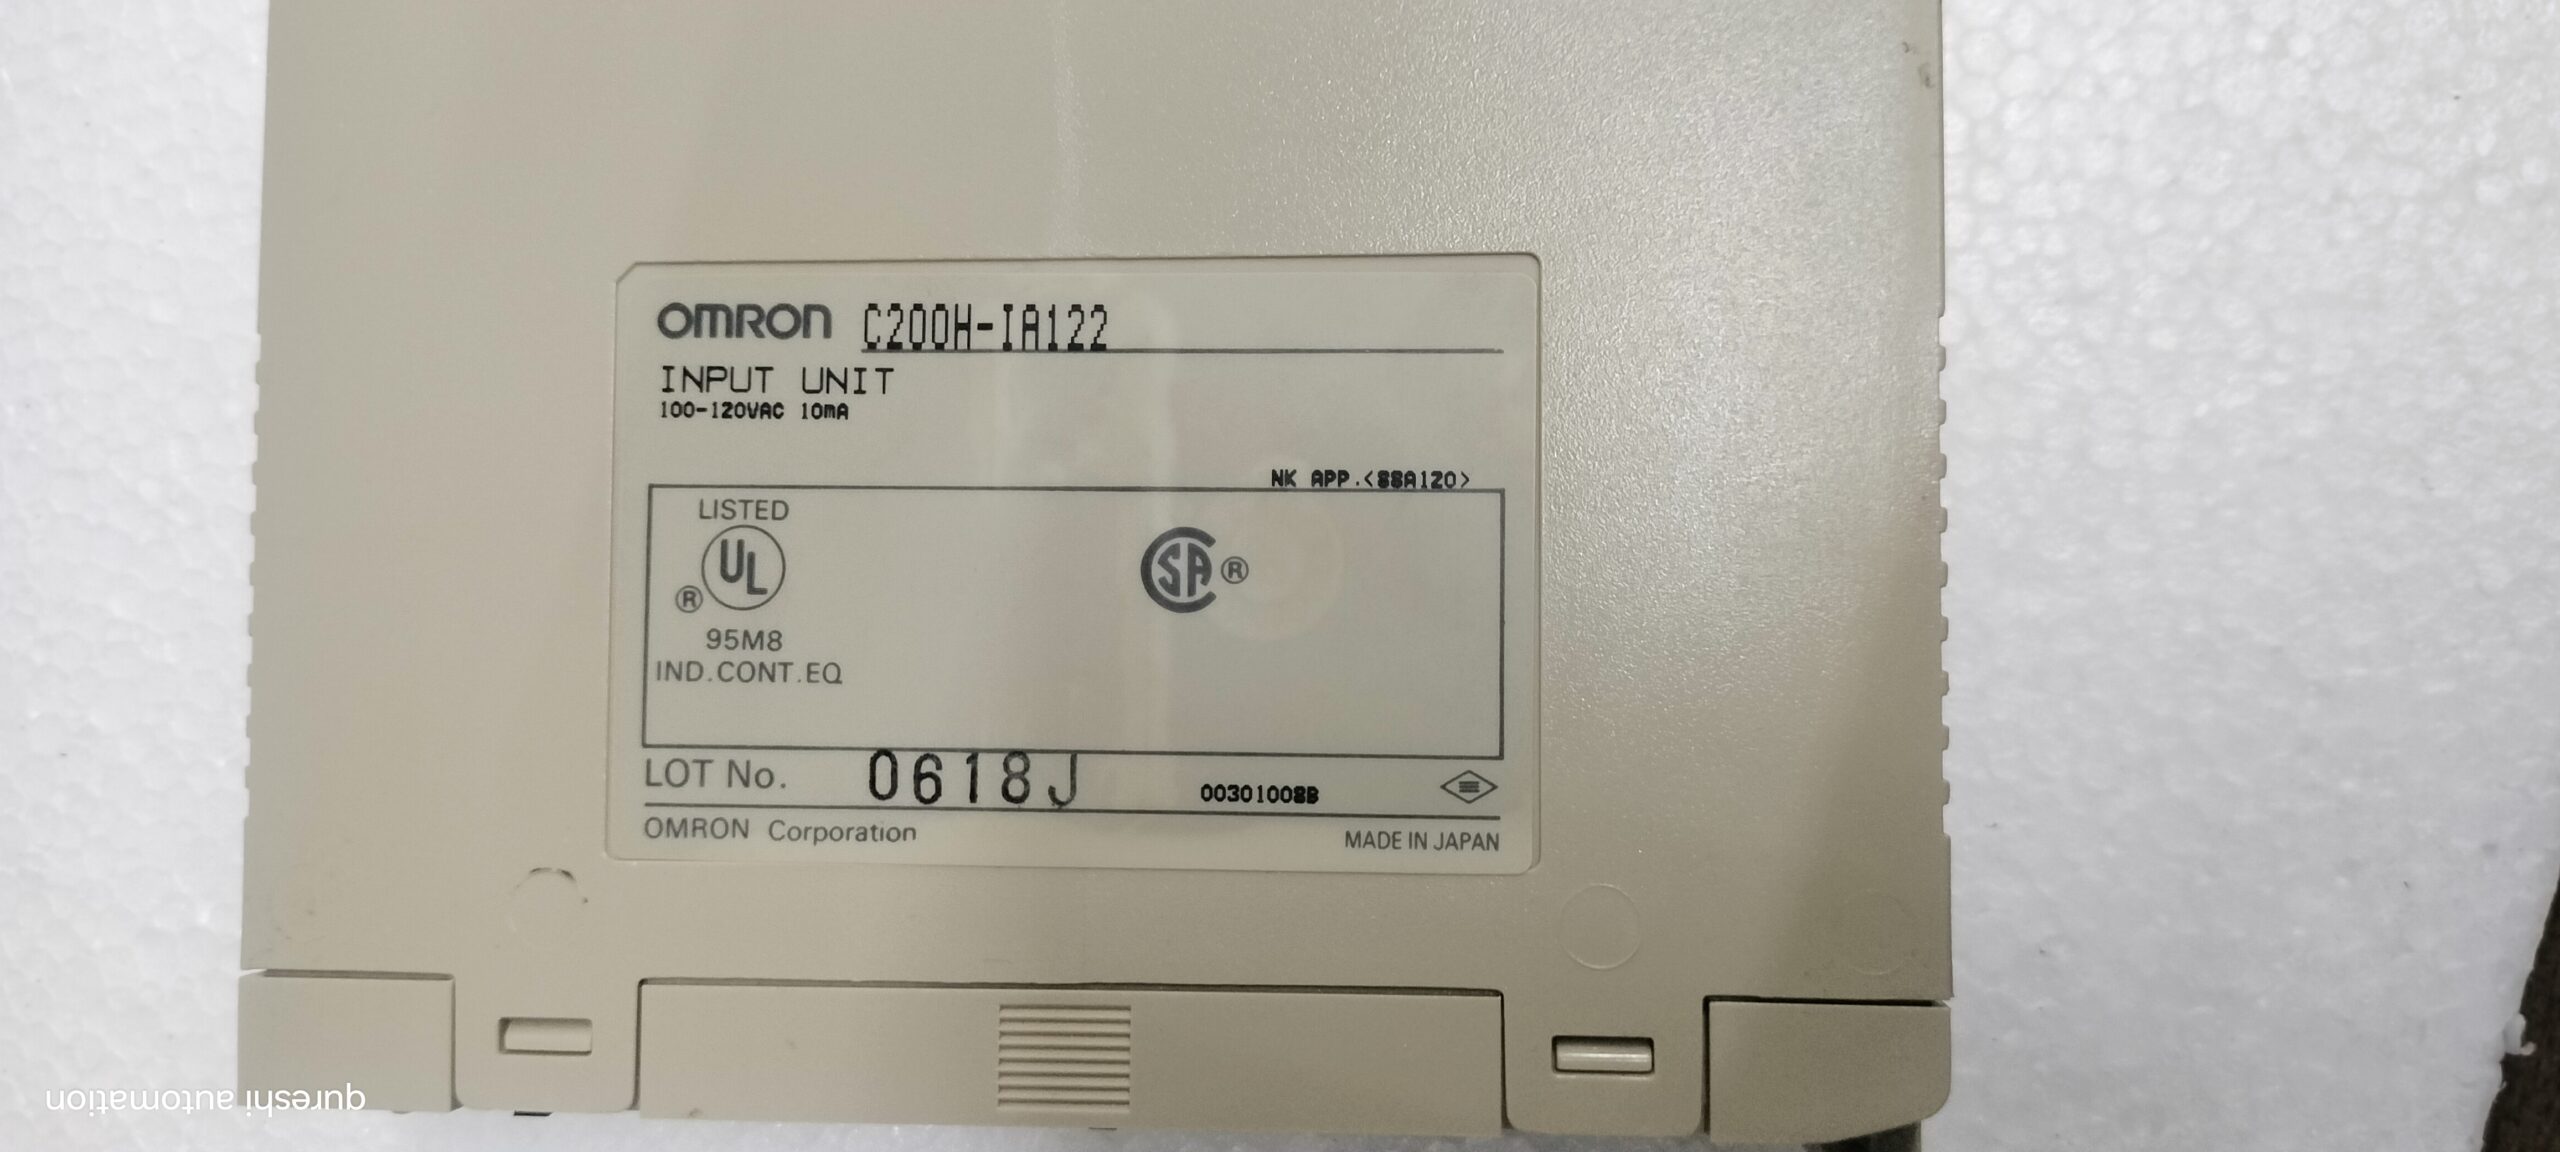 OMRON C200H-IA122
INPUT UNIT
100-120VAC 10mA
NK APP.<88A120>
LISTED
UL
®
95M8
IND.CONT.EQ
CSA ®
LOT No. 0618J 00301008B
OMRON Corporation MADE IN JAPAN
qureshi automation